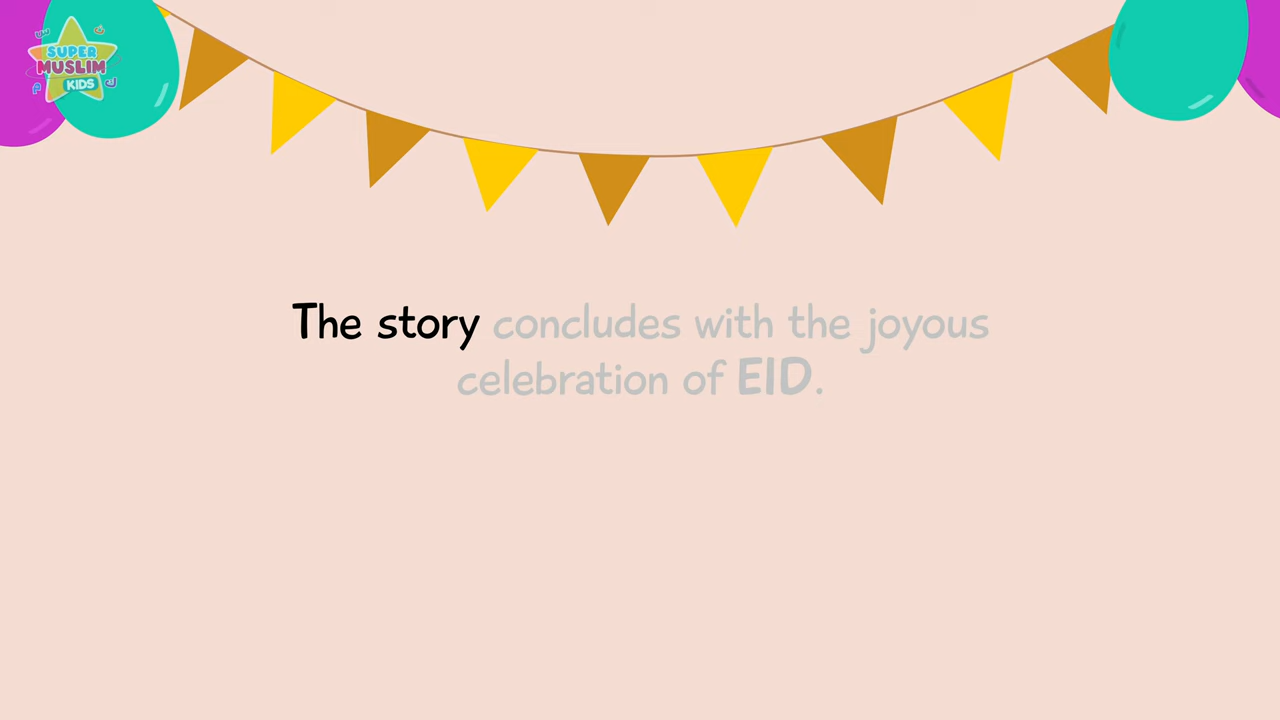 SUPER
MUSLIM
KIDS
The story concludes with the joyous
celebration of EID.